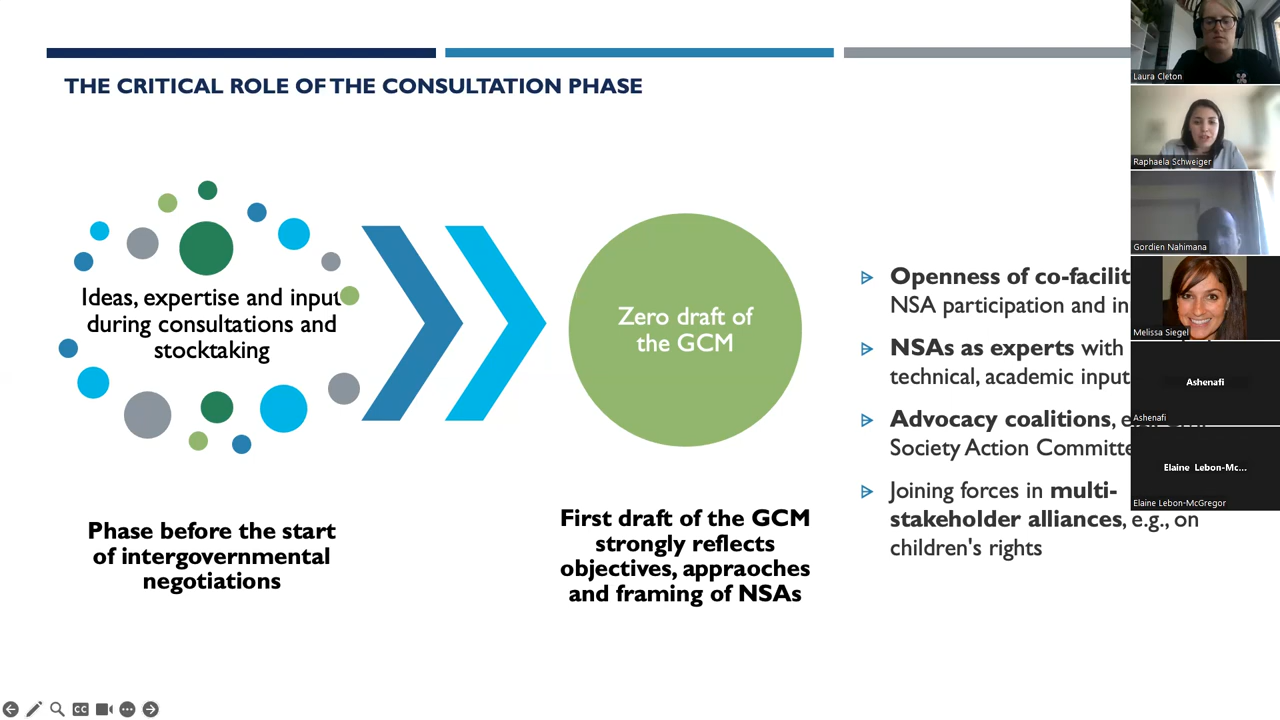 THE CRITICAL ROLE OF THE CONSULTATION PHASE
Ideas, expertise and input
during consultations and
stocktaking
Zero draft of
the GCM
Phase before the start
of intergovernmental
negotiations
First draft of the GCM
strongly reflects
objectives, appraoches
and framing of NSAs
Openness of
NSA participation and
NSAs as experts with
technical, academic input
Advocacy coalitions,
Society Action
Joining forces in multi-
stakeholder alliances, e.g., on
children's rights
Laura Cleton
Raphaela Schweiger
Gordien Nahimana
Melissa Siegel
Ashenafi
Ashenafi
Elaine Lebon-Mc...
Elaine Lebon-McGregor
CC